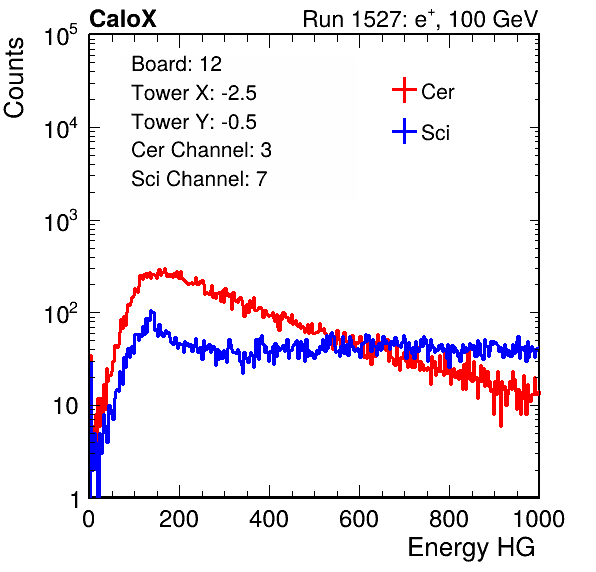 CaloX Run 1527: e⁺, 100 GeV
Counts
10⁵
10⁴
10³
10²
10
1
Board: 12
Tower X: -2.5
Tower Y: -0.5
Cer Channel: 3
Sci Channel: 7
Cer
Sci
0 200 400 600 800 1000
Energy HG